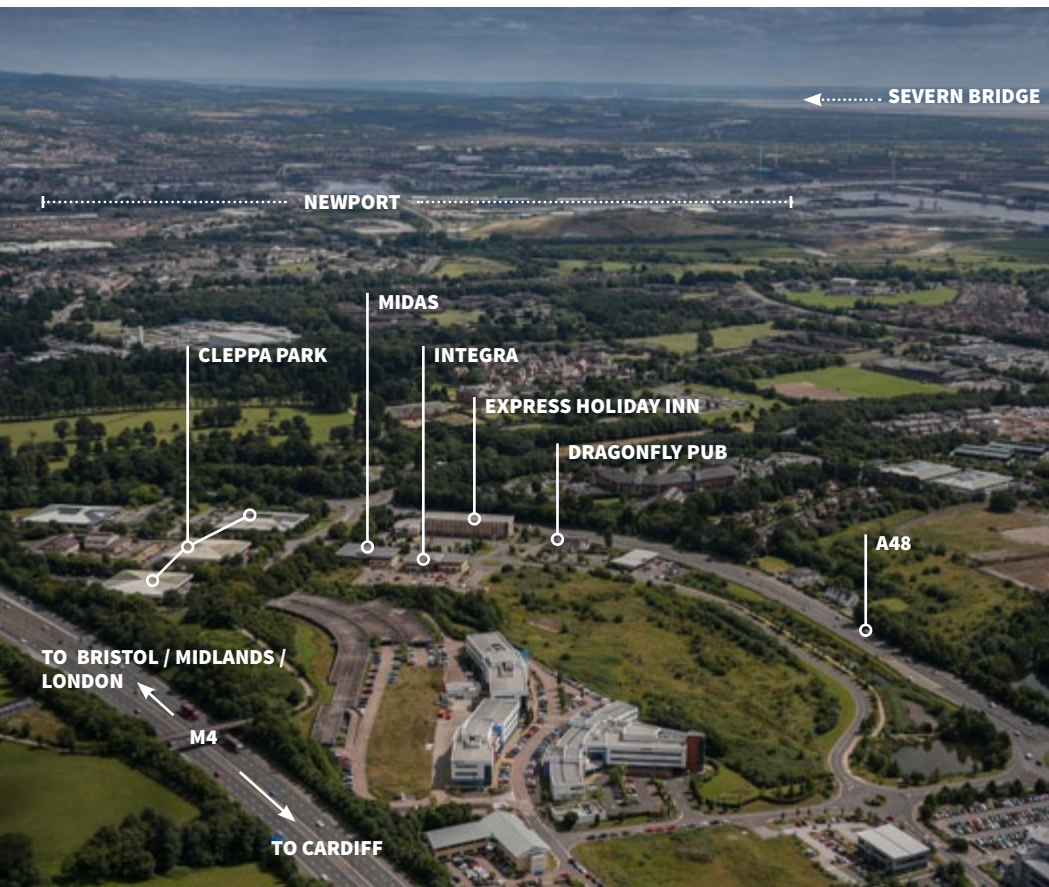 SEVERN BRIDGE
NEWPORT
MIDAS
CLEPPA PARK
INTEGRA
EXPRESS HOLIDAY INN
DRAGONFLY PUB
A48
TO BRISTOL / MIDLANDS /
LONDON
M4
TO CARDIFF